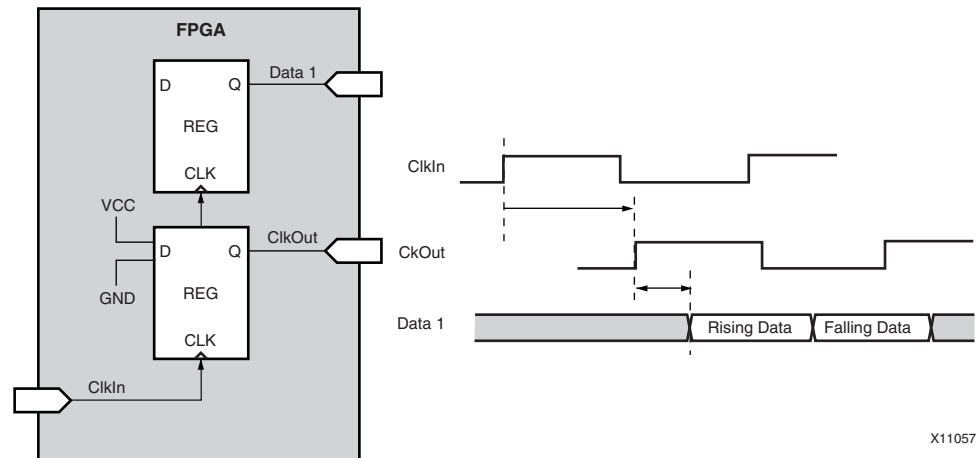 FPGA
Data 1
D
Q
REG
CLK
VCC
ClkOut
D
Q
GND
REG
CLK
ClkIn
ClkIn
CkOut
Data 1
Rising Data
Falling Data
X11057